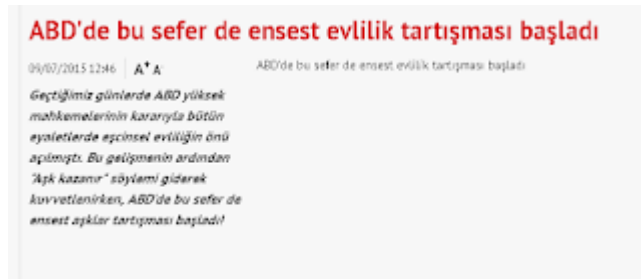 ABD'de bu sefer de ensest evlilik tartışması başladı
09/07/2015 12:46 A+ A-
ABD'de bu sefer de ensest evlilik tartışması başladı
Geçtiğimiz günlerde ABD yüksek
mahkemelerinin kararıyla bütün
eyaletlerde eşcinsel evliliğin önü
açılmıştı. Bu gelişmenin ardından
"Aşk kazanır" söylemi giderek
kuvvetlenirken, ABD'de bu sefer de
ensest aşklar tartışması başladı!